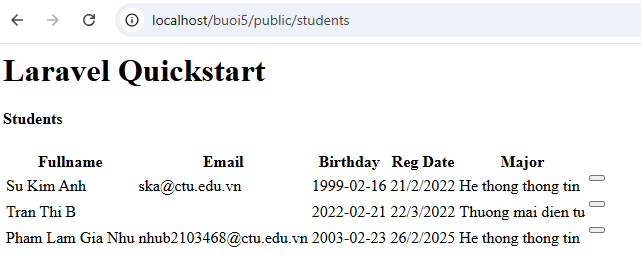 localhost/buoi5/public/students
Laravel Quickstart
Students
Fullname Email Birthday Reg Date Major
Su Kim Anh ska@ctu.edu.vn 1999-02-16 21/2/2022 He thong thong tin
Tran Thi B 2022-02-21 22/3/2022 Thuong mai dien tu
Pham Lam Gia Nhu nhub2103468@ctu.edu.vn 2003-02-23 26/2/2025 He thong thong tin